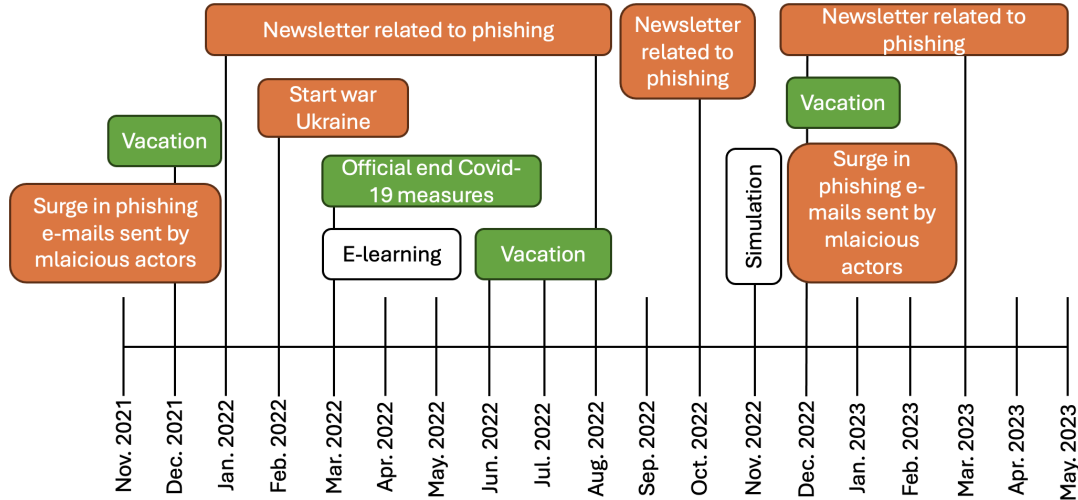 Newsletter related to phishing
Newsletter
related to
phishing
Newsletter related to
phishing
Start war
Ukraine
Vacation
Vacation
Official end Covid-
19 measures
Surge in phishing
e-mails sent by
mlaicious actors
E-learning
Vacation
Simulation
Surge in
phishing e-
mails sent by
mlaicious
actors
Nov. 2021
Dec. 2021
Jan. 2022
Feb. 2022
Mar. 2022
Apr. 2022
May. 2022
Jun. 2022
Jul. 2022
Aug. 2022
Sep. 2022
Oct. 2022
Nov. 2022
Dec. 2022
Jan. 2023
Feb. 2023
Mar. 2023
Apr. 2023
May. 2023